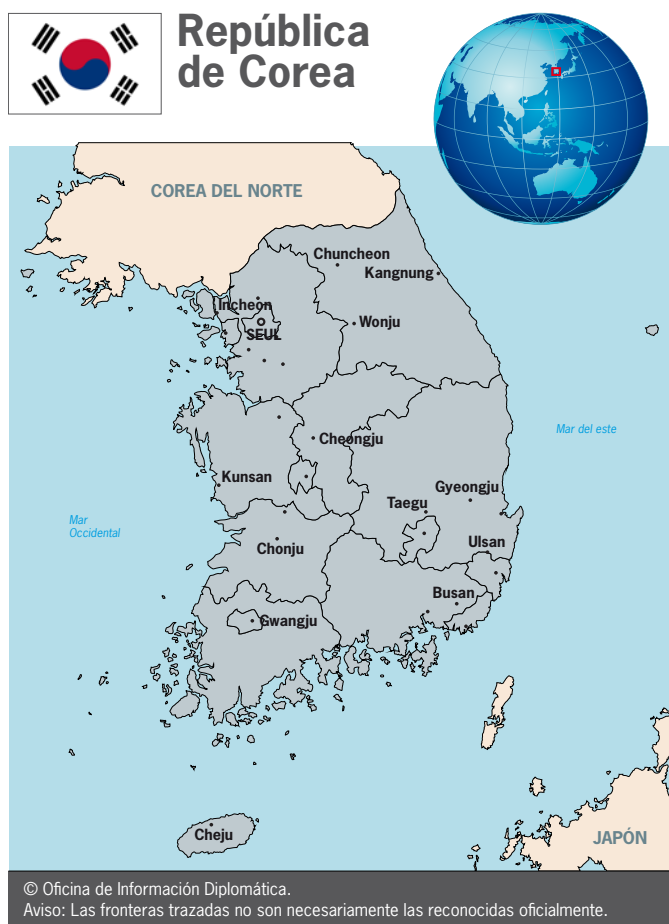 República
de Corea
COREA DEL NORTE
Chuncheon
Kangnung
Incheon
Wonju
SEUL
Cheongju
Mar del este
Kunsan
Gyeongju
Taegu
Mar
Occidental
Ulsan
Chonju
Busan
Gwangju
Cheju
JAPÓN
© Oficina de Información Diplomática.
Aviso: Las fronteras trazadas no son necesariamente las reconocidas oficialmente.